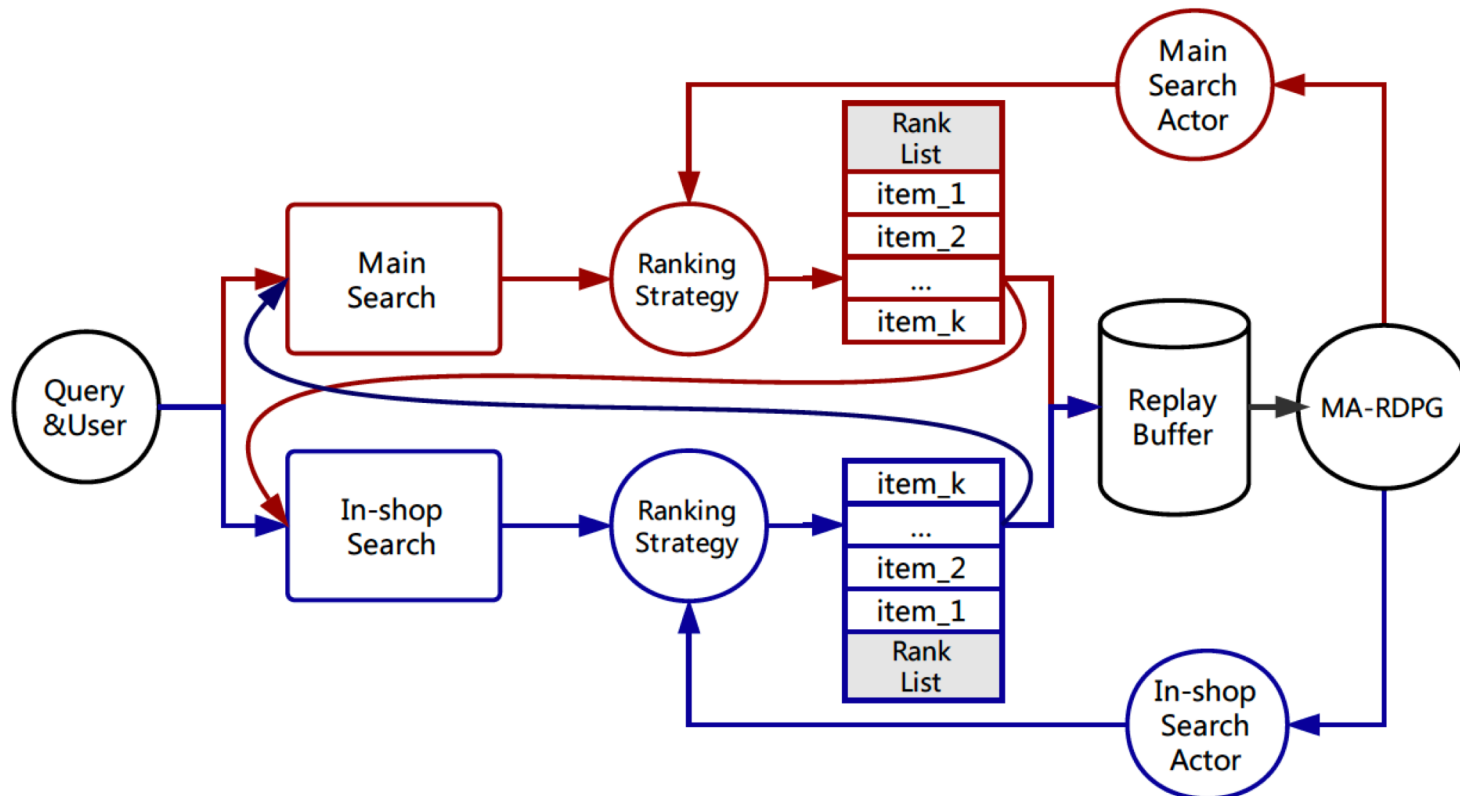 Query
&User
Main
Search
Ranking
Strategy
Rank
List
item_1
item_2
...
item_k
Main
Search
Actor
In-shop
Search
Ranking
Strategy
item_k
...
item_2
item_1
Rank
List
Replay
Buffer
MA-RDPG
In-shop
Search
Actor